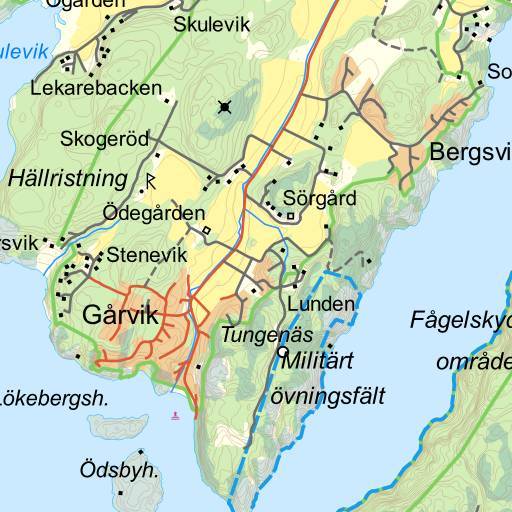 Ögården
Skulevik
ulevik
Lekarebacken
So
Skogeröd
Bergsvi
Hällristning
Sörgård
Ödegården
rsvik
Stenevik
Lunden
Gårvik
Fågelskyd
Tungenäs
Militärt
område
övningsfält
Lökebergsh.
Ödsbyh.